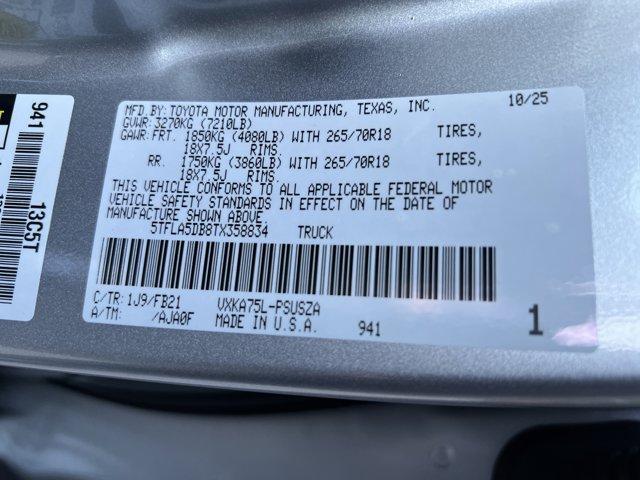 MFD.BY: TOYOTA MOTOR MANUFACTURING, TEXAS, INC. 10/25
GVWR: 3270KG (7210LB)
GAWR: FRT. 1850KG (4080LB) WITH 265/70R18 TIRES,
18X7.5J RIMS.
RR. 1750KG (3860LB) WITH 265/70R18 TIRES,
18X7.5J RIMS.
THIS VEHICLE CONFORMS TO ALL APPLICABLE FEDERAL MOTOR
VEHICLE SAFETY STANDARDS IN EFFECT ON THE DATE OF
MANUFACTURE SHOWN ABOVE.
5TFLA5DB8TX358834 TRUCK
C/TR: 1J9/FB21 VXKA75L-PSUSZA
A/TM: /AJA0F MADE IN U.S.A. 941 1
941 13C5T